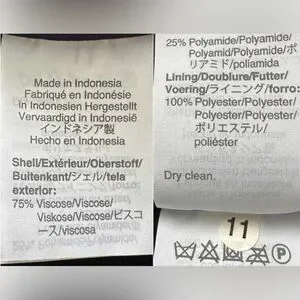 Made in Indonesia
Fabriqué en Indonésie
in Indonesien Hergestellt
Vervaardigd in Indonesië
インドネシア製
Hecho en Indonesia
Shell/Extérieur/Oberstoff/
Buitenkant/シェル/tela
exterior:
75% Viscose/Viscose/
Viskose/Viscose/ビスコ
ース/viscosa
25% Polyamide/Polyamide/
Polyamid/Polyamide/ポ
リアミド/poliamida
Lining/Doublure/Futter/
Voering/ライニング/forro:
100% Polyester/Polyester/
Polyester/Polyester/
ポリエステル/
poliéster
Dry clean.
11
P